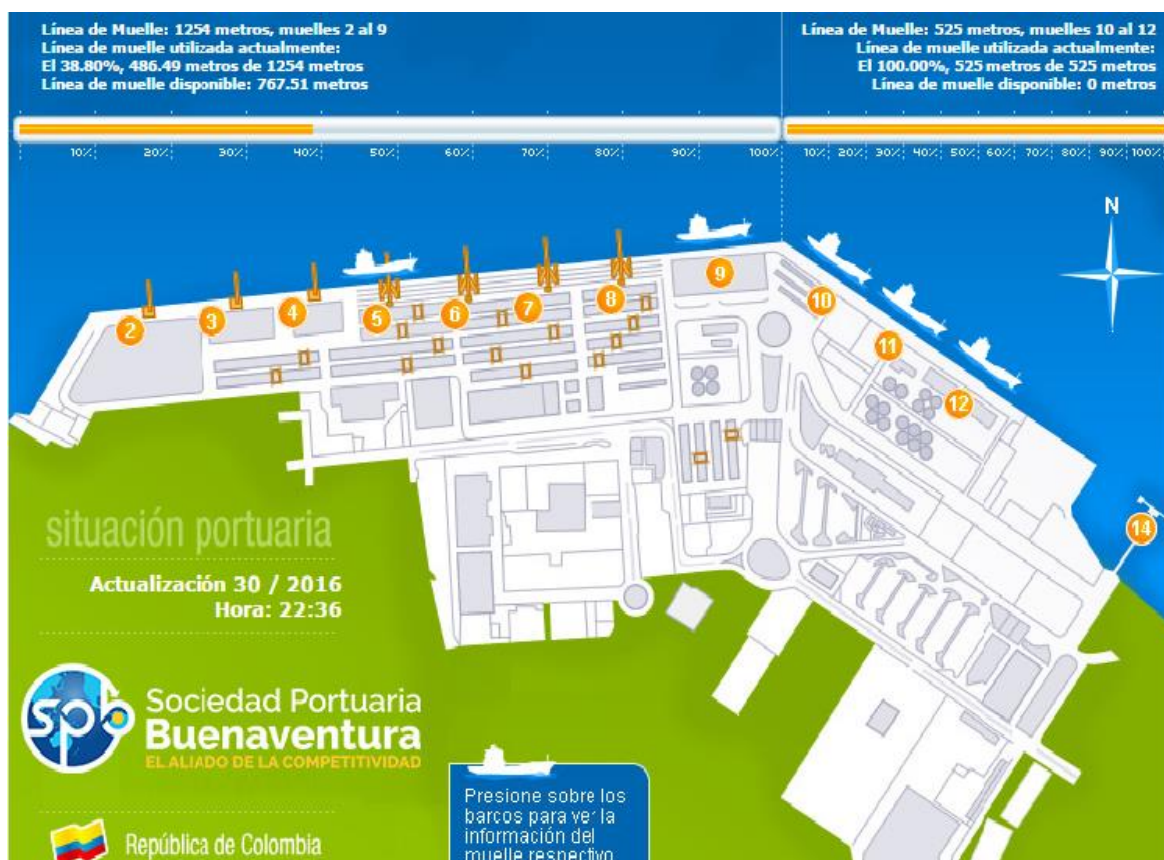 Línea de Muelle: 1254 metros, muelles 2 al 9
Línea de muelle utilizada actualmente:
El 38.80%, 486.49 metros de 1254 metros
Línea de muelle disponible: 767.51 metros
Línea de Muelle: 525 metros, muelles 10 al 12
Línea de muelle utilizada actualmente:
El 100.00%, 525 metros de 525 metros
Línea de muelle disponible: 0 metros
10% 20% 30% 40% 50% 60% 70% 80% 90% 100%
10% 20% 30% 40% 50% 60% 70% 80% 90% 100%
N
2 3 4 5 6 7 8 9 10 11 12 14
situación portuaria
Actualización 30 / 2016
Hora: 22:36
spb
Sociedad Portuaria
Buenaventura
EL ALIADO DE LA COMPETITIVIDAD
República de Colombia
Presione sobre los
barcos para ver la
información del
muelle respectivo